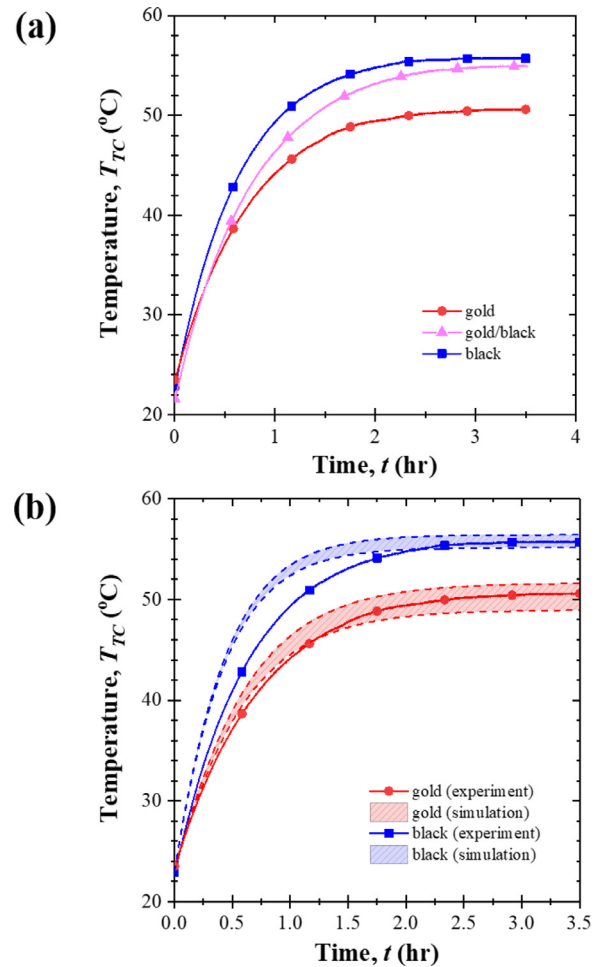 (a)
60
50
40
30
20
Temperature, T_TC (°C)
gold
gold/black
black
0 1 2 3 4
Time, t (hr)
(b)
60
50
40
30
20
Temperature, T_TC (°C)
gold (experiment)
gold (simulation)
black (experiment)
black (simulation)
0.0 0.5 1.0 1.5 2.0 2.5 3.0 3.5
Time, t (hr)